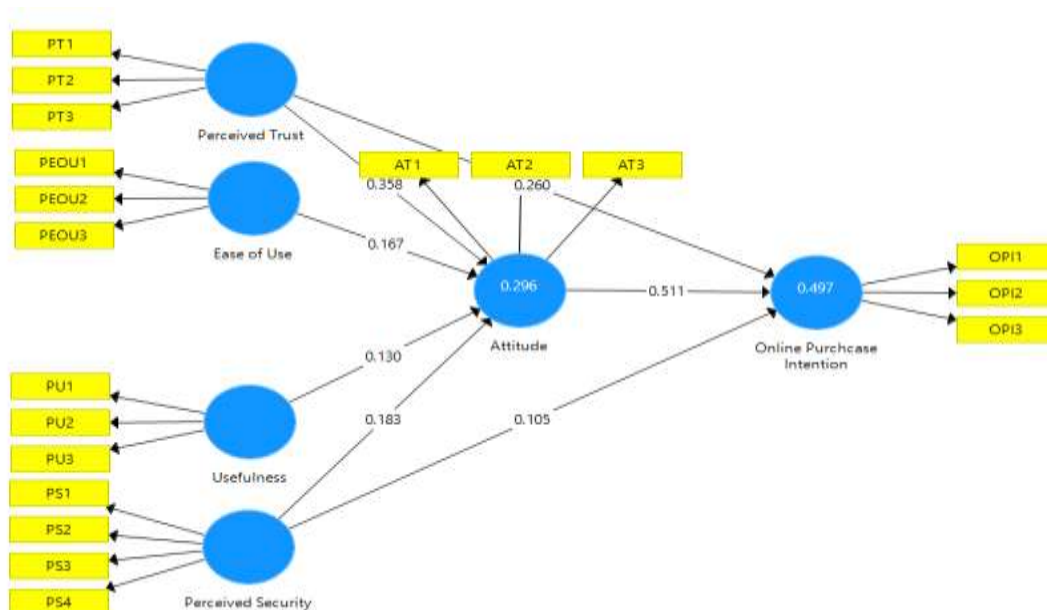 PT1
PT2
PT3
Perceived Trust
PEOU1
PEOU2
PEOU3
Ease of Use
AT1
AT2
AT3
0.358
0.260
0.167
0.296
Attitude
0.511
0.497
Online Purchcase
Intention
OPI1
OPI2
OPI3
0.130
0.183
0.105
PU1
PU2
PU3
Usefulness
PS1
PS2
PS3
PS4
Perceived Security